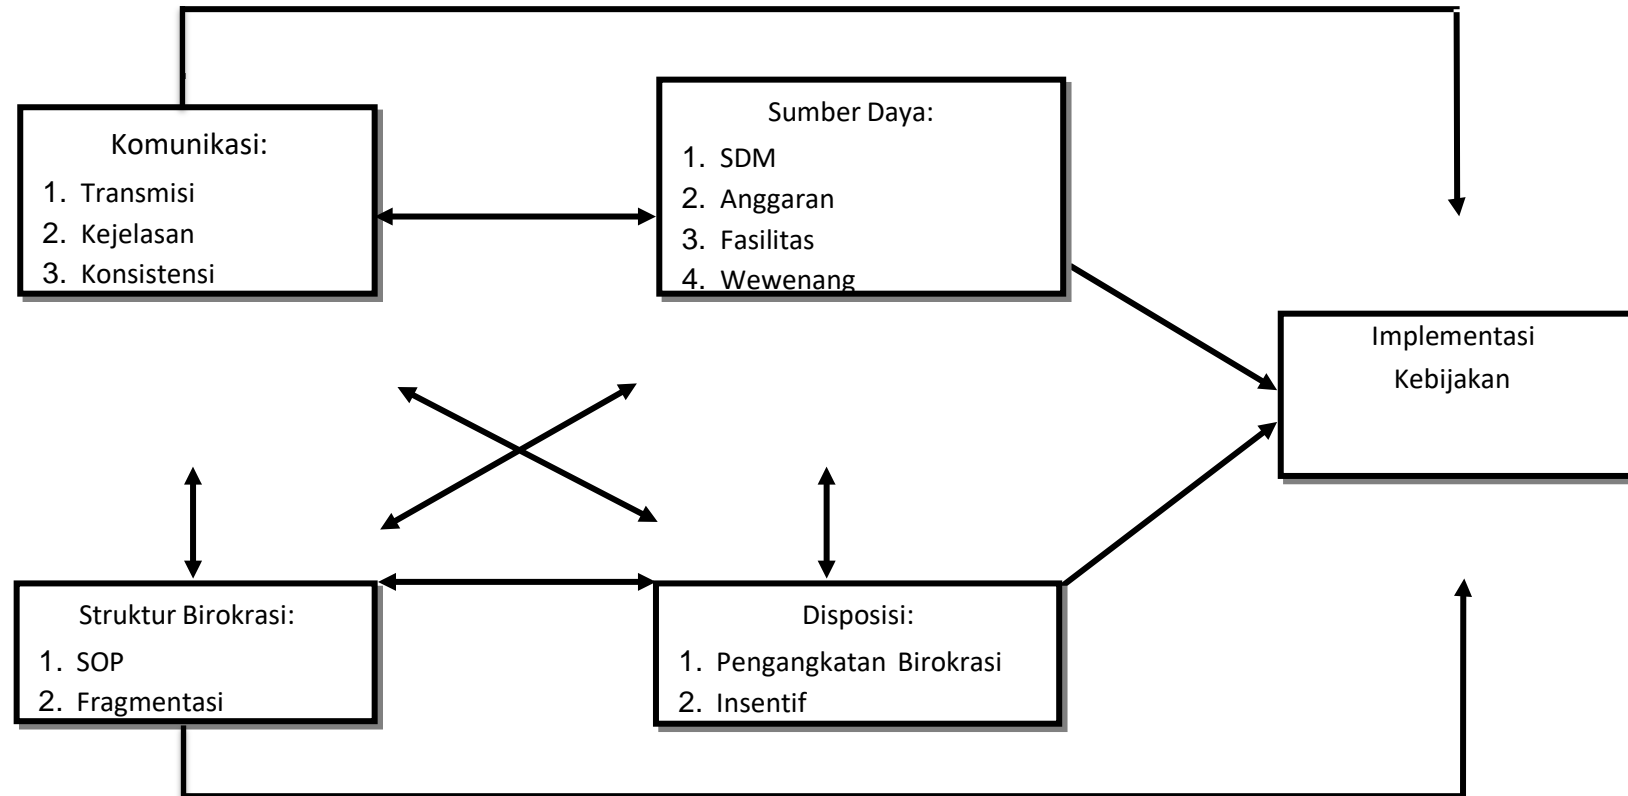 Komunikasi:
1. Transmisi
2. Kejelasan
3. Konsistensi
Sumber Daya:
1. SDM
2. Anggaran
3. Fasilitas
4. Wewenang
Implementasi
Kebijakan
Struktur Birokrasi:
1. SOP
2. Fragmentasi
Disposisi:
1. Pengangkatan Birokrasi
2. Insentif